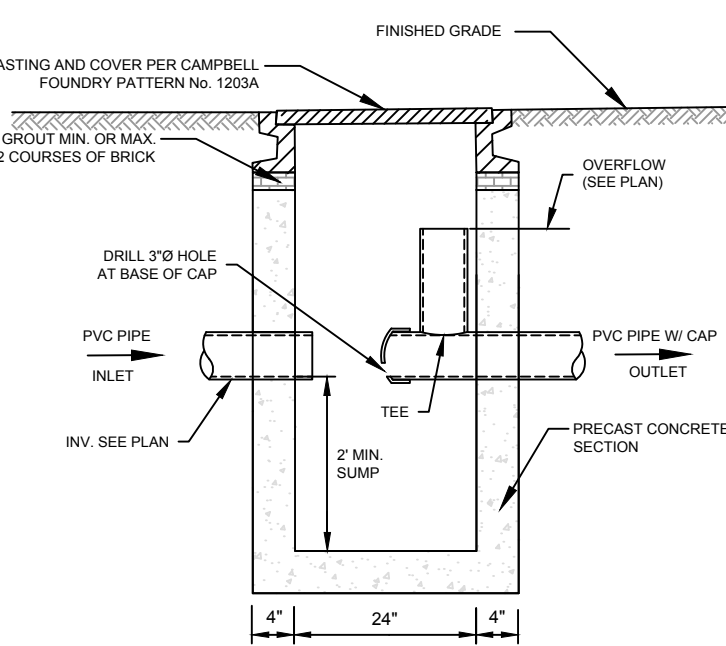 FINISHED GRADE
ASTING AND COVER PER CAMPBELL
FOUNDRY PATTERN No. 1203A
GROUT MIN. OR MAX.
2 COURSES OF BRICK
OVERFLOW
(SEE PLAN)
DRILL 3"Ø HOLE
AT BASE OF CAP
PVC PIPE
INLET
PVC PIPE W/ CAP
OUTLET
TEE
INV. SEE PLAN
PRECAST CONCRETE
SECTION
2' MIN.
SUMP
4"
24"
4"